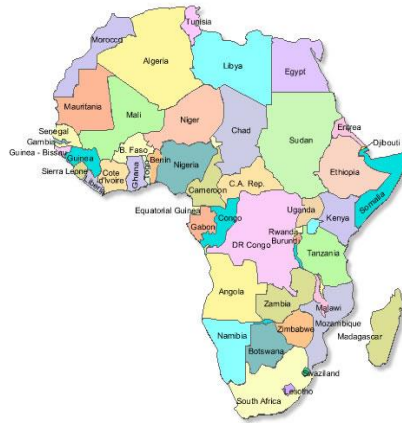 Tunisia
Morocco
Algeria
Libya
Egypt
Mauritania
Mali
Niger
Chad
Sudan
Eritrea
Djibouti
Senegal
Gambia
Guinea - Bissau
Guinea
Sierra Leone
Liberia
Cote
d'Ivoire
B. Faso
Ghana
Togo
Benin
Nigeria
Cameroon
C.A. Rep.
Ethiopia
Somalia
Equatorial Guinea
Gabon
Congo
DR Congo
Uganda
Kenya
Rwanda
Burundi
Tanzania
Angola
Zambia
Malawi
Mozambique
Madagascar
Zimbabwe
Namibia
Botswana
Swaziland
Lesotho
South Africa